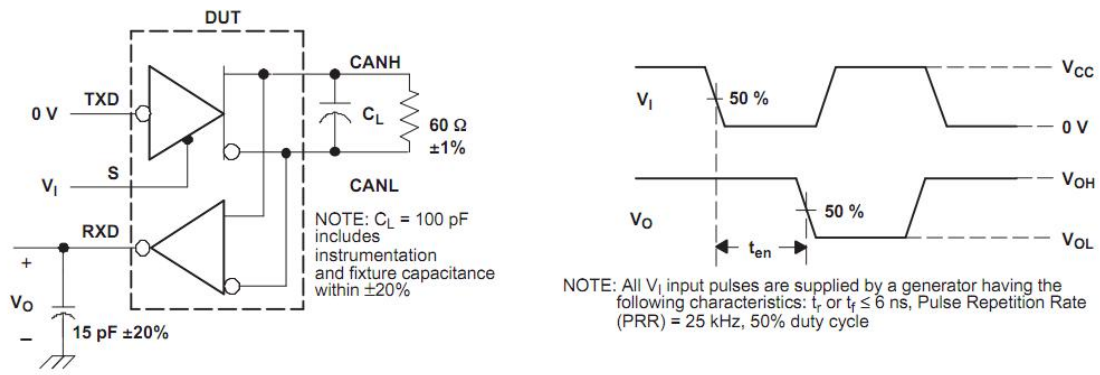 DUT
CANH
TXD
0 V
C_L
60 Ω
±1%
S
V_I
CANL
RXD
NOTE: C_L = 100 pF
includes
instrumentation
and fixture capacitance
within ±20%
+
V_O
–
15 pF ±20%
V_CC
V_I
50 %
0 V
V_OH
V_O
50 %
t_en
V_OL
NOTE: All V_I input pulses are supplied by a generator having the
following characteristics: t_r or t_f ≤ 6 ns, Pulse Repetition Rate
(PRR) = 25 kHz, 50% duty cycle